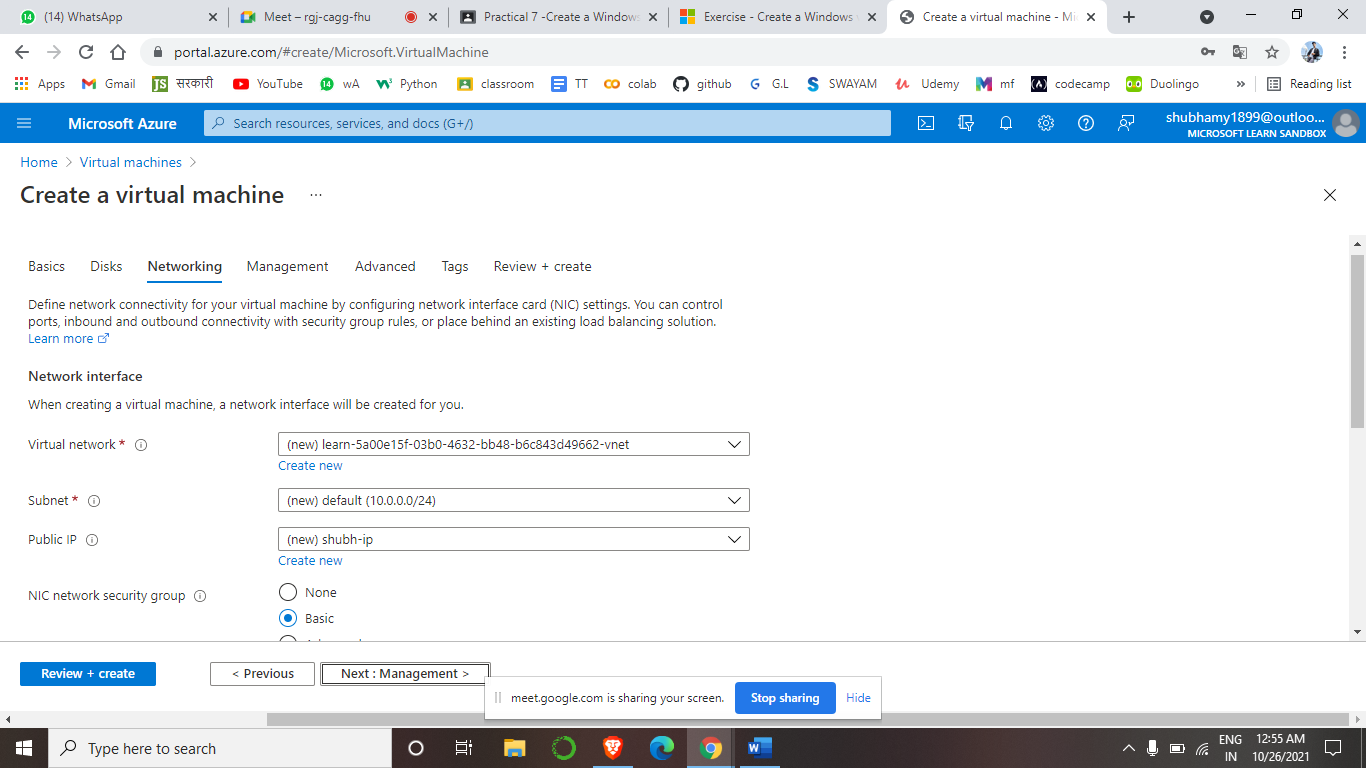 (14) WhatsApp
Meet – rgj-cagg-fhu
Practical 7 -Create a Window
Exercise - Create a Windows
Create a virtual machine - Mi
portal.azure.com/#create/Microsoft.VirtualMachine
Apps
Gmail
JS
सरकारी
YouTube
14
wA
Python
classroom
TT
colab
github
G
G.L
S
SWAYAM
Udemy
mf
codecamp
Duolingo
»
Reading list
Microsoft Azure
Search resources, services, and docs (G+/)
shubhamy1899@outloo...
MICROSOFT LEARN SANDBOX
Home > Virtual machines >
Create a virtual machine ...
Basics
Disks
Networking
Management
Advanced
Tags
Review + create
Define network connectivity for your virtual machine by configuring network interface card (NIC) settings. You can control
ports, inbound and outbound connectivity with security group rules, or place behind an existing load balancing solution.
Learn more
Network interface
When creating a virtual machine, a network interface will be created for you.
Virtual network *
(new) learn-5a00e15f-03b0-4632-bb48-b6c843d49662-vnet
Create new
Subnet *
(new) default (10.0.0.0/24)
Public IP
(new) shubh-ip
Create new
NIC network security group
None
Basic
Review + create
< Previous
Next : Management >
meet.google.com is sharing your screen.
Stop sharing
Hide
Type here to search
W
ENG
IN
12:55 AM
10/26/2021